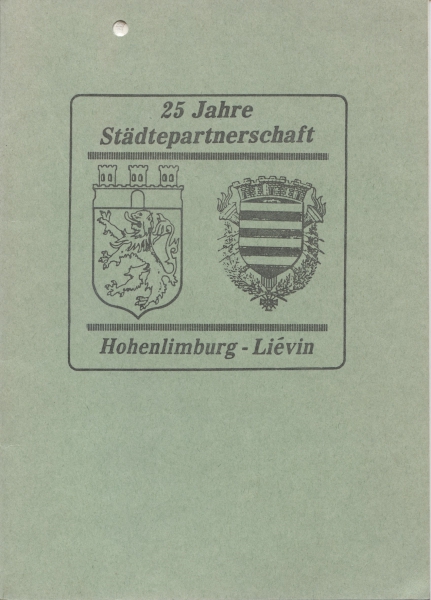 25 Jahre
Städtepartnerschaft
Hohenlimburg - Liévin